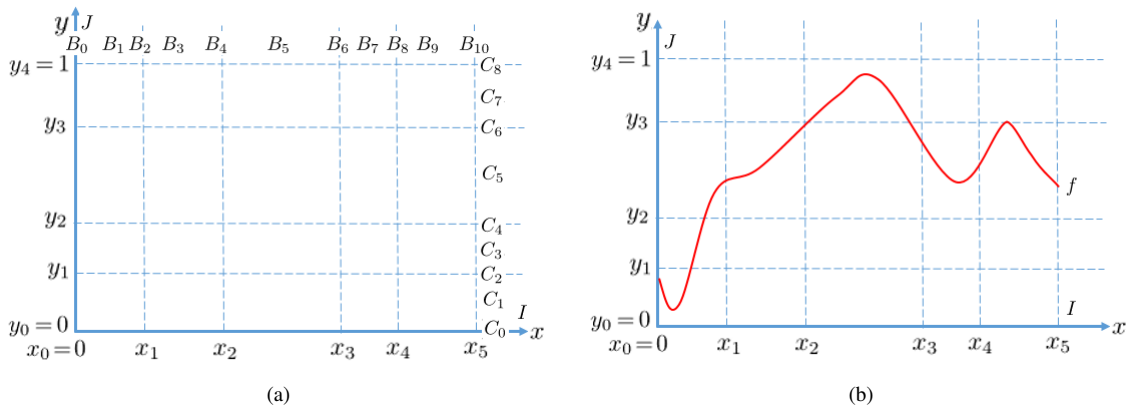 y J
B₀ B₁ B₂ B₃ B₄ B₅ B₆ B₇ B₈ B₉ B₁₀
y₄ = 1 C₈
C₇
y₃ C₆
C₅
y₂ C₄
C₃
y₁ C₂
C₁
I
y₀ = 0 C₀ x
x₀ = 0 x₁ x₂ x₃ x₄ x₅
(a)
y
J
y₄ = 1
y₃
f
y₂
y₁
I
y₀ = 0 x
x₀ = 0 x₁ x₂ x₃ x₄ x₅
(b)